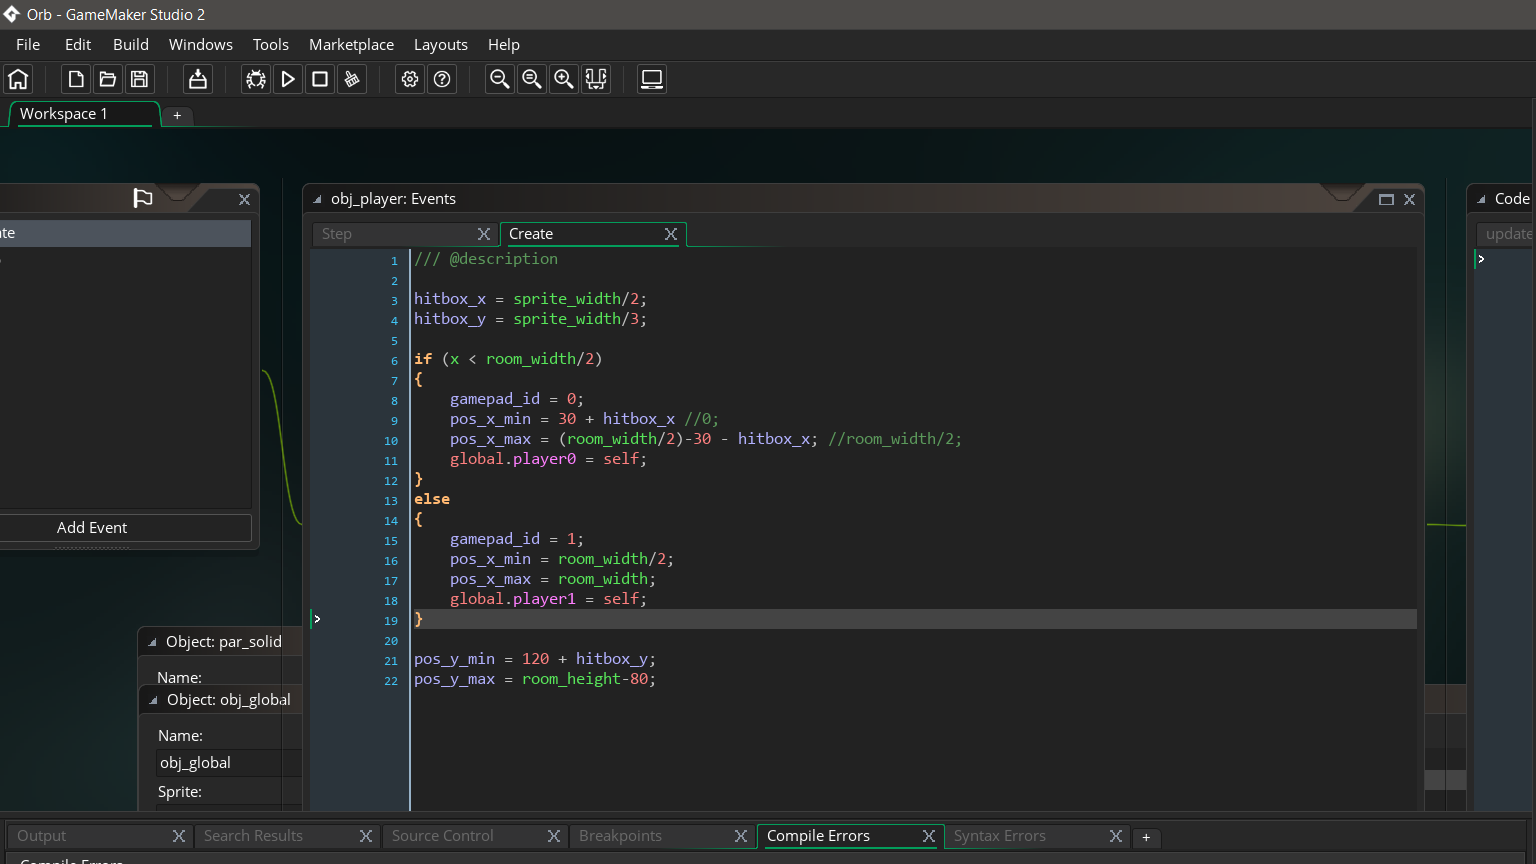 Orb - GameMaker Studio 2
File Edit Build Windows Tools Marketplace Layouts Help
Workspace 1 +
te
obj_player: Events
Code
Step
Create
update
1 /// @description
2
3 hitbox_x = sprite_width/2;
4 hitbox_y = sprite_width/3;
5
6 if (x < room_width/2)
7 {
8 gamepad_id = 0;
9 pos_x_min = 30 + hitbox_x //0;
10 pos_x_max = (room_width/2)-30 - hitbox_x; //room_width/2;
11 global.player0 = self;
12 }
13 else
14 {
15 gamepad_id = 1;
16 pos_x_min = room_width/2;
17 pos_x_max = room_width;
18 global.player1 = self;
19 }
20
21 pos_y_min = 120 + hitbox_y;
22 pos_y_max = room_height-80;
Add Event
Object: par_solid
Name:
Object: obj_global
Name:
obj_global
Sprite:
Output Search Results Source Control Breakpoints Compile Errors Syntax Errors +
Compile Errors